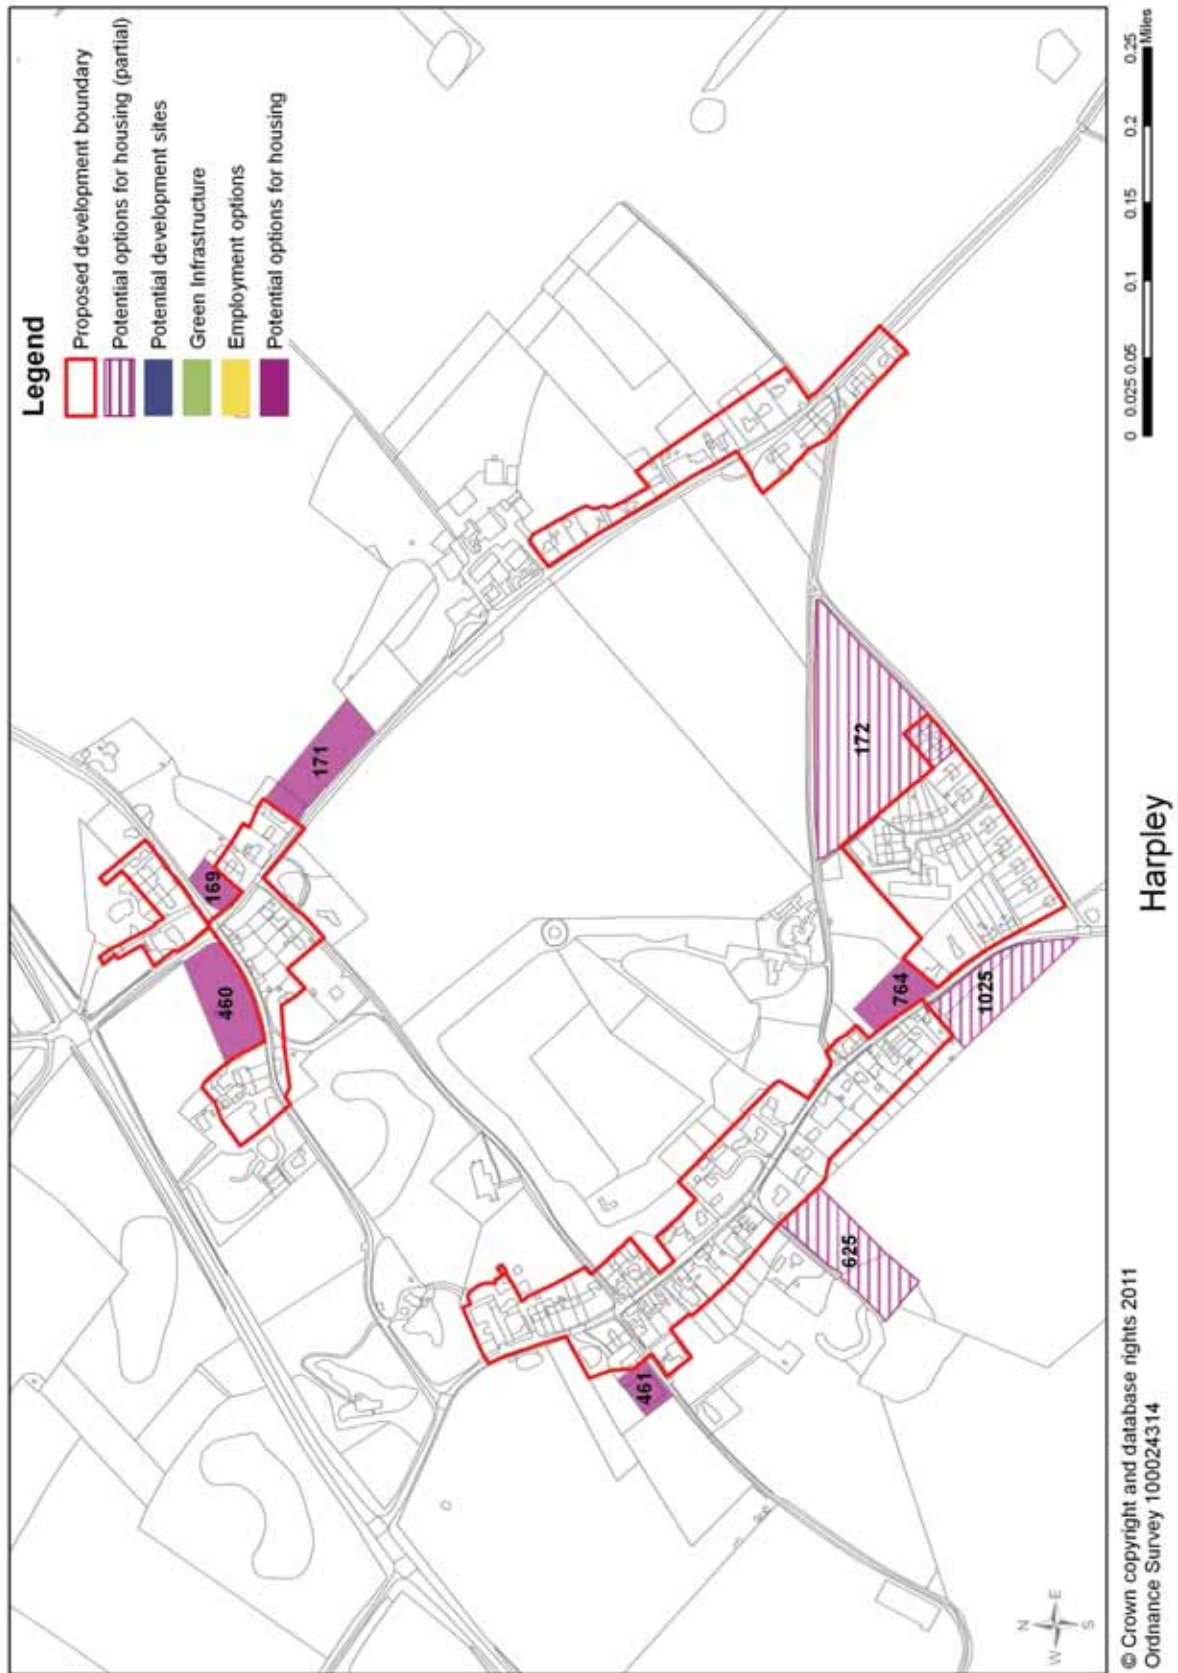 Legend
Proposed development boundary
Potential options for housing (partial)
Potential development sites
Green Infrastructure
Employment options
Potential options for housing
169
171
460
172
764
1025
625
461
N
W E
S
© Crown copyright and database rights 2011
Ordnance Survey 100024314
Harpley
0 0.025 0.05 0.1 0.15 0.2 0.25
Miles